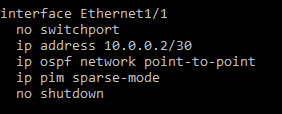 interface Ethernet1/1
  no switchport
  ip address 10.0.0.2/30
  ip ospf network point-to-point
  ip pim sparse-mode
  no shutdown